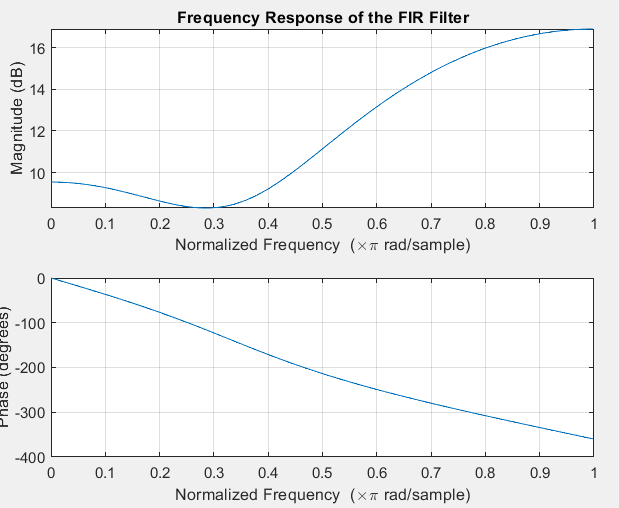 Frequency Response of the FIR Filter
Magnitude (dB)
16
14
12
10
0 0.1 0.2 0.3 0.4 0.5 0.6 0.7 0.8 0.9 1
Normalized Frequency (×π rad/sample)
Phase (degrees)
0
-100
-200
-300
-400
0 0.1 0.2 0.3 0.4 0.5 0.6 0.7 0.8 0.9 1
Normalized Frequency (×π rad/sample)